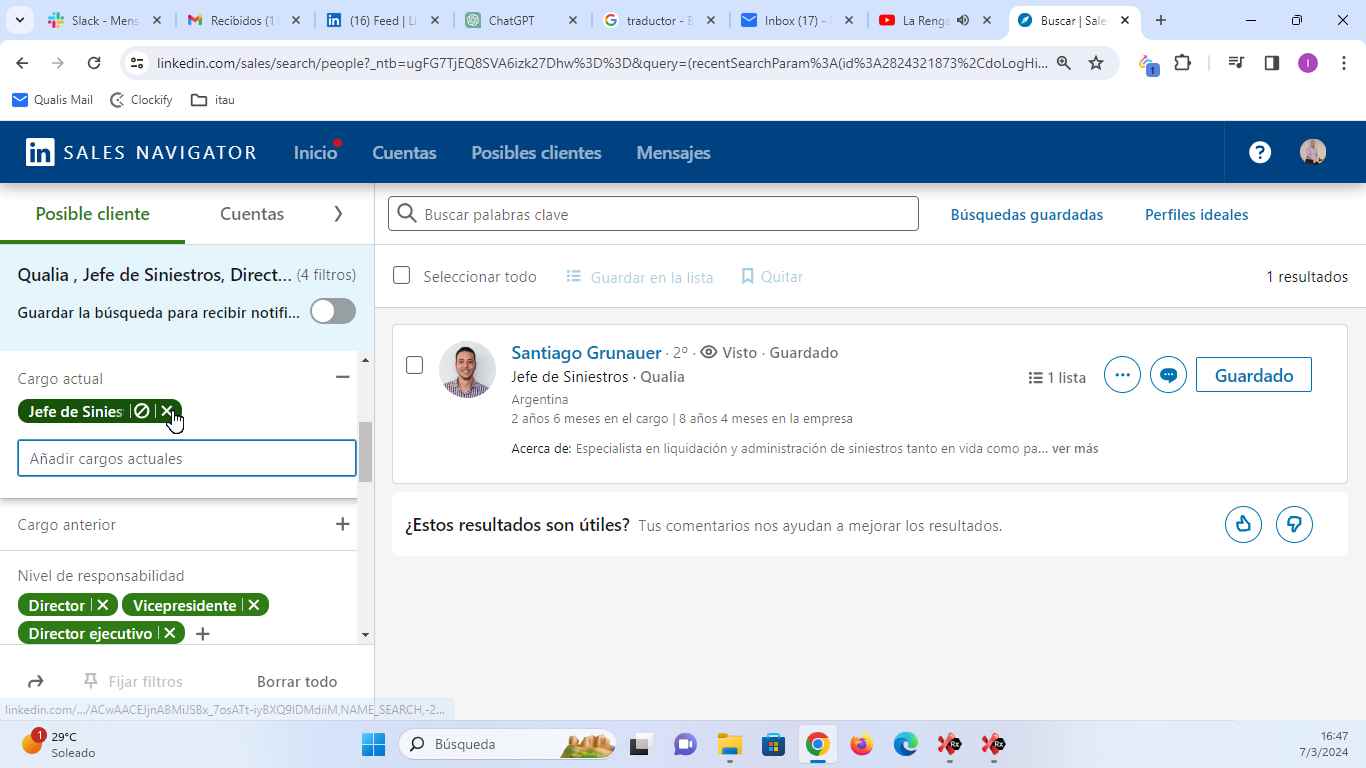 Slack - Mens
Recibidos (1
(16) Feed | Li
ChatGPT
traductor - B
Inbox (17) -
La Renga
Buscar | Sale
linkedin.com/sales/search/people?_ntb=ugFG7TjEQ8SVA6izk27Dhw%3D%3D&query=(recentSearchParam%3A(id%3A2824321873%2CdoLogHi...
1
I
Qualis Mail
Clockify
itau
in SALES NAVIGATOR
Inicio
Cuentas
Posibles clientes
Mensajes
?
Posible cliente
Cuentas
Buscar palabras clave
Búsquedas guardadas
Perfiles ideales
Qualia , Jefe de Siniestros, Direct... (4 filtros)
Guardar la búsqueda para recibir notifi...
Seleccionar todo
Guardar en la lista
Quitar
1 resultados
Cargo actual
Jefe de Sinies
Añadir cargos actuales
Cargo anterior
Nivel de responsabilidad
Director
Vicepresidente
Director ejecutivo
Fijar filtros
Borrar todo
Santiago Grunauer · 2º · Visto · Guardado
Jefe de Siniestros · Qualia
Argentina
2 años 6 meses en el cargo | 8 años 4 meses en la empresa
Acerca de: Especialista en liquidación y administración de siniestros tanto en vida como pa... ver más
1 lista
Guardado
¿Estos resultados son útiles? Tus comentarios nos ayudan a mejorar los resultados.
1
29°C
Soleado
Búsqueda
Rx
Rx
16:47
7/3/2024